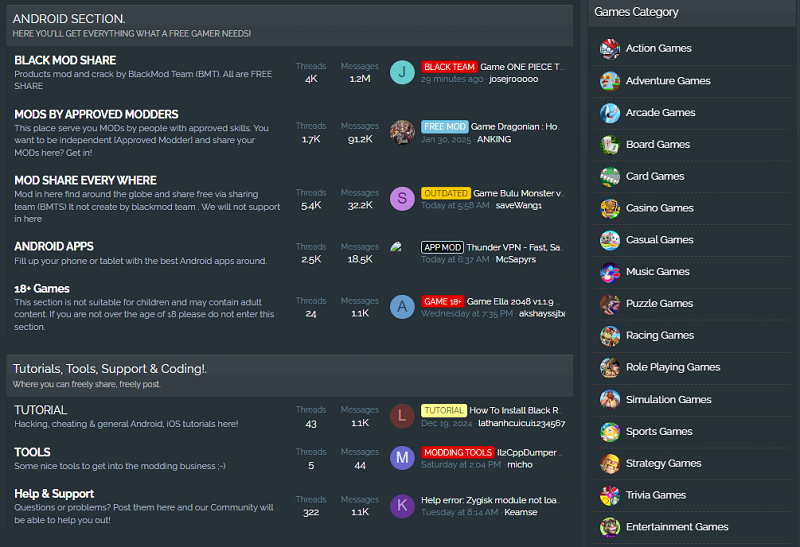 ANDROID SECTION.
HERE YOU'LL GET EVERYTHING WHAT A FREE GAMER NEEDS!
BLACK MOD SHARE
Products mod and crack by BlackMod Team (BMT). All are FREE
SHARE
Threads
4K
Messages
1.2M
J
BLACK TEAM Game ONE PIECE T..
29 minutes ago · josejrooooo
MODS BY APPROVED MODDERS
This place serve you MODs by people with approved skills. You
want to be independent [Approved Modder] and share your
MODs here? Get in!
Threads
1.7K
Messages
91.2K
FREE MOD Game Dragonian : Ho..
Jan 30, 2025 · ANKING
MOD SHARE EVERY WHERE
Mod in here find around the globe and share free via sharing
team (BMTS) It not create by blackmod team . We will not support
in here
Threads
5.4K
Messages
32.2K
S
OUTDATED Game Bulu Monster v..
Today at 5:58 AM · saveWang1
ANDROID APPS
Fill up your phone or tablet with the best Android apps around.
Threads
2.5K
Messages
18.5K
APP MOD Thunder VPN - Fast, Sa..
Today at 6:37 AM · McSapyrs
18+ Games
This section is not suitable for children and may contain adult
content. If you are not over the age of 18 please do not enter this
section.
Threads
24
Messages
1.1K
A
GAME 18+ Game Ella 2048 v1.1.9 ..
Wednesday at 7:35 PM · akshayssjba
Tutorials, Tools, Support & Coding!.
Where you can freely share, freely post.
TUTORIAL
Hacking, cheating & general Android, iOS tutorials here!
Threads
43
Messages
1.1K
L
TUTORIAL How To Install Black R..
Dec 19, 2024 · lathanhcuicui1234567
TOOLS
Some nice tools to get into the modding business ;-)
Threads
5
Messages
44
M
MODDING TOOLS Il2CppDumper ..
Saturday at 2:04 PM · micho
Help & Support
Questions or problems? Post them here and our Community will
be able to help you out!
Threads
322
Messages
1.1K
K
Help error: Zygisk module not loa..
Tuesday at 8:14 AM · Keamse
Games Category
Action Games
Adventure Games
Arcade Games
Board Games
Card Games
Casino Games
Casual Games
Music Games
Puzzle Games
Racing Games
Role Playing Games
Simulation Games
Sports Games
Strategy Games
Trivia Games
Entertainment Games